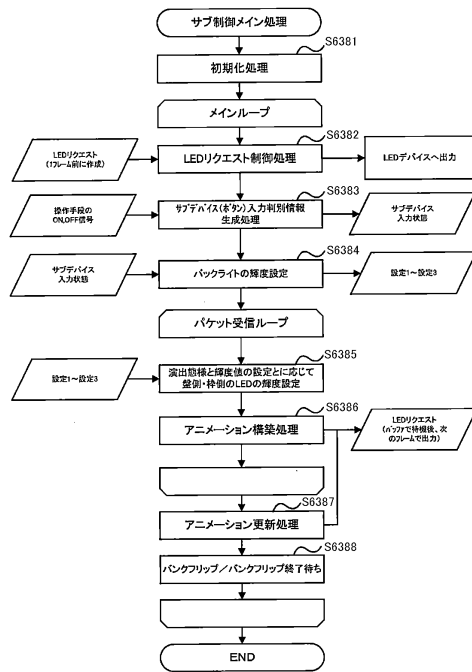 サブ制御メイン処理
S6381
初期化処理
メインループ
S6382
LEDリクエスト
(1フレーム前に作成)
LEDリクエスト制御処理
LEDデバイスへ出力
S6383
操作手段の
ON,OFF信号
サブデバイス(ボタン)入力判別情報
生成処理
サブデバイス
入力状態
S6384
サブデバイス
入力状態
バックライトの輝度設定
設定1~設定3
パケット受信ループ
S6385
設定1~設定3
演出態様と輝度値の設定とに応じて
盤側・枠側のLEDの輝度設定
S6386
アニメーション構築処理
LEDリクエスト
(バッファで待機後、次
のフレームで出力)
S6387
アニメーション更新処理
S6388
バンクフリップ/バンクフリップ終了待ち
END